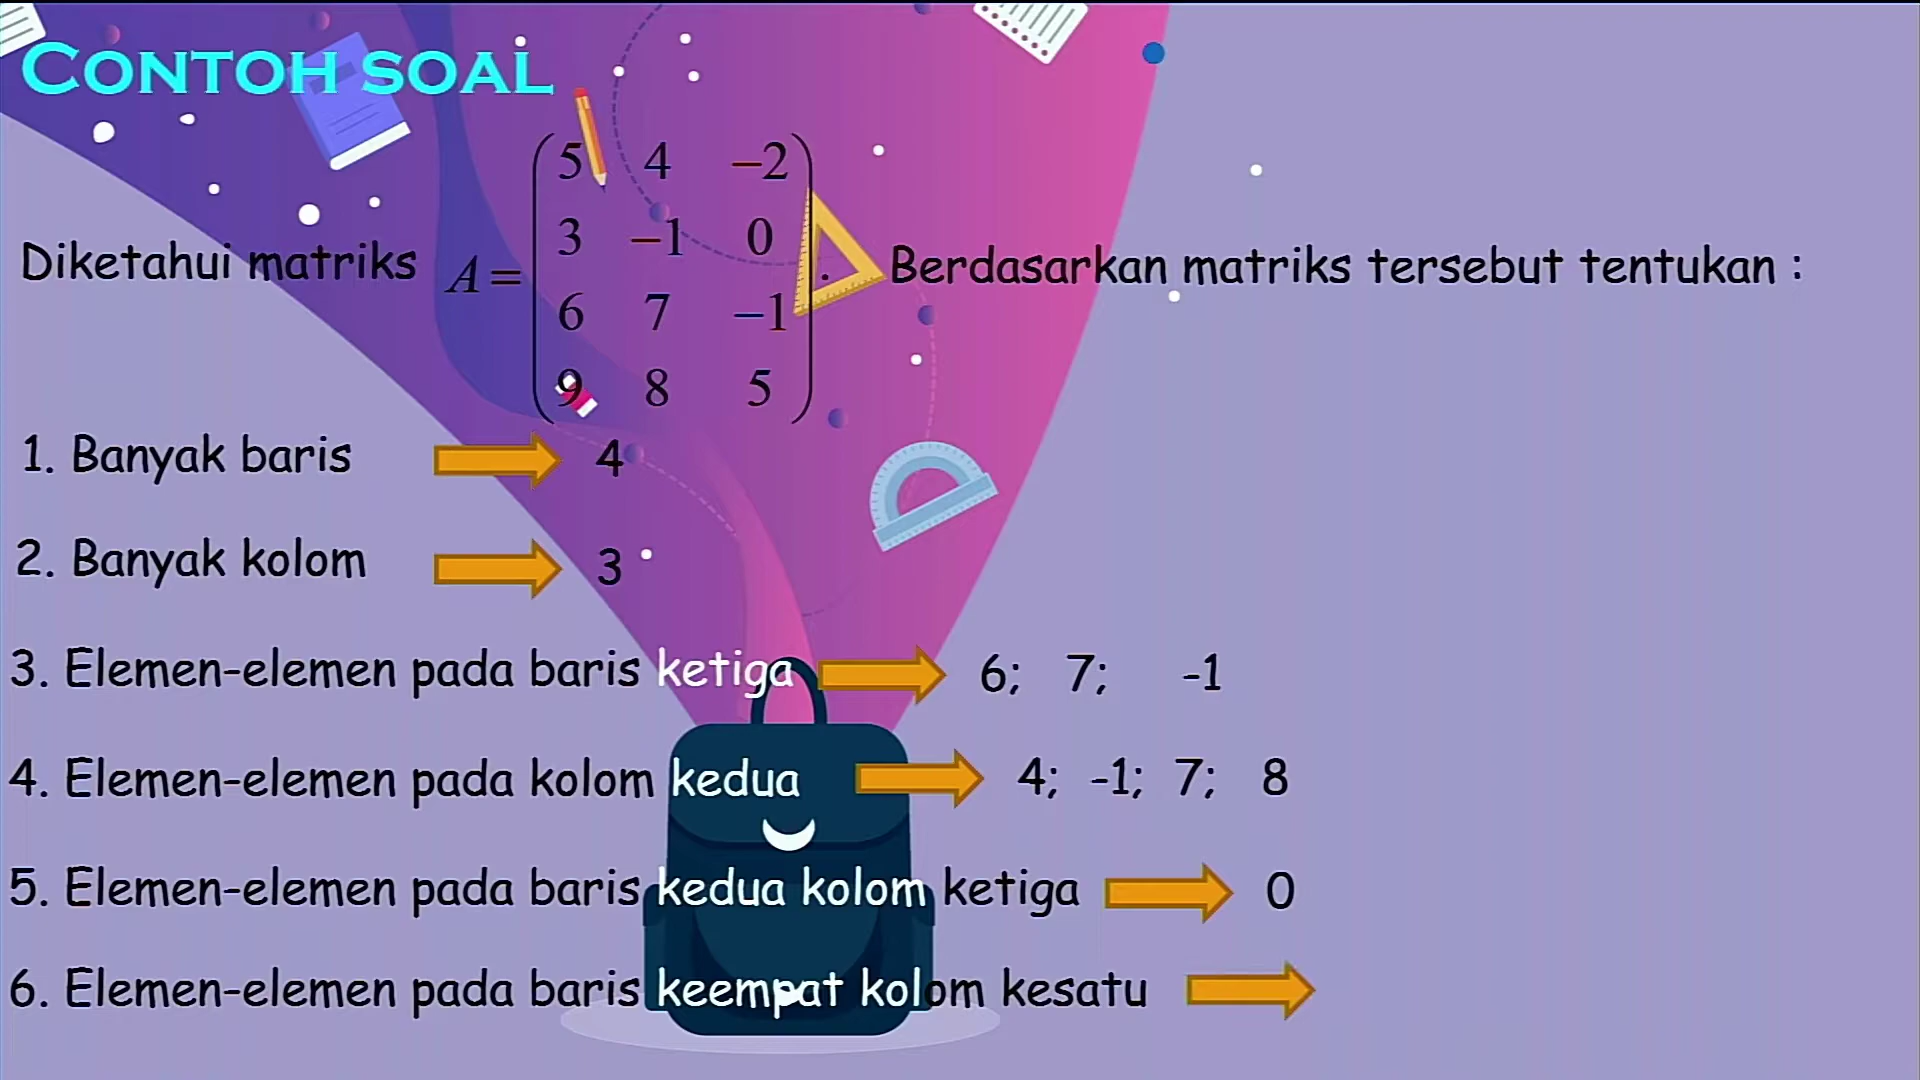 CONTOH SOAL
Diketahui matriks A = (5 4 −2
3 −1 0
6 7 −1
9 8 5) . Berdasarkan matriks tersebut tentukan :
1. Banyak baris 4
2. Banyak kolom 3
3. Elemen-elemen pada baris ketiga 6; 7; -1
4. Elemen-elemen pada kolom kedua 4; -1; 7; 8
5. Elemen-elemen pada baris kedua kolom ketiga 0
6. Elemen-elemen pada baris keempat kolom kesatu